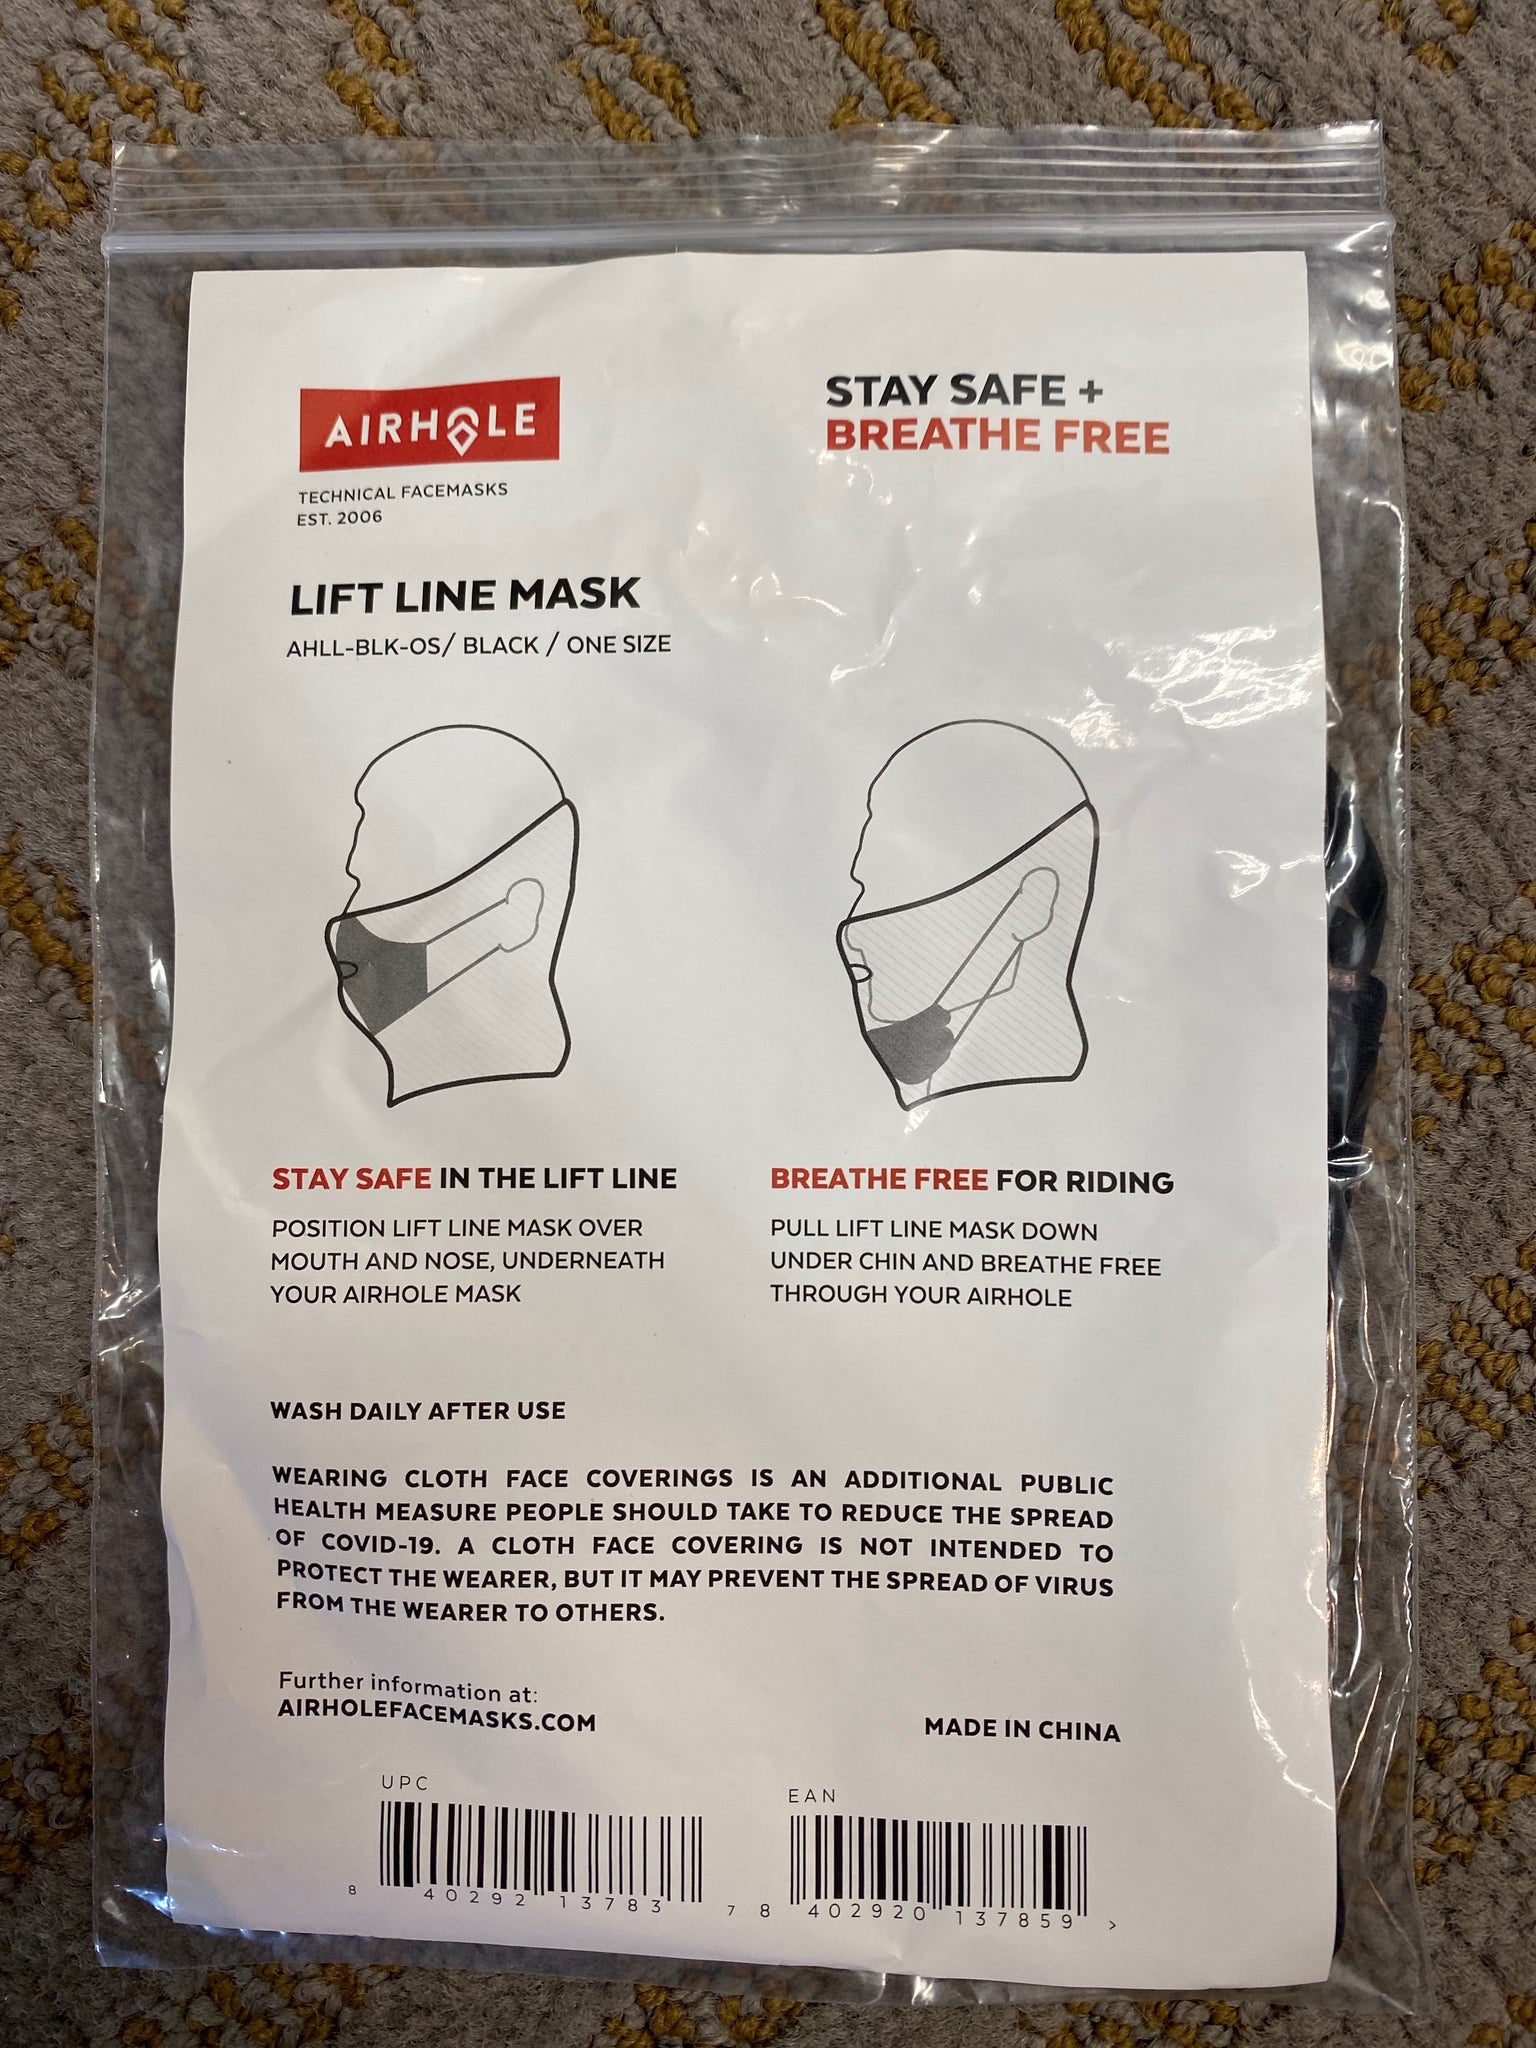 AIRHOLE
TECHNICAL FACEMASKS
EST. 2006
STAY SAFE +
BREATHE FREE
LIFT LINE MASK
AHLL-BLK-OS/ BLACK / ONE SIZE
STAY SAFE IN THE LIFT LINE
POSITION LIFT LINE MASK OVER
MOUTH AND NOSE, UNDERNEATH
YOUR AIRHOLE MASK
BREATHE FREE FOR RIDING
PULL LIFT LINE MASK DOWN
UNDER CHIN AND BREATHE FREE
THROUGH YOUR AIRHOLE
WASH DAILY AFTER USE
WEARING CLOTH FACE COVERINGS IS AN ADDITIONAL PUBLIC
HEALTH MEASURE PEOPLE SHOULD TAKE TO REDUCE THE SPREAD
OF COVID-19. A CLOTH FACE COVERING IS NOT INTENDED TO
PROTECT THE WEARER, BUT IT MAY PREVENT THE SPREAD OF VIRUS
FROM THE WEARER TO OTHERS.
Further information at:
AIRHOLEFACEMASKS.COM
MADE IN CHINA
UPC
8 40292 13783 7
EAN
8 402920 137859 >